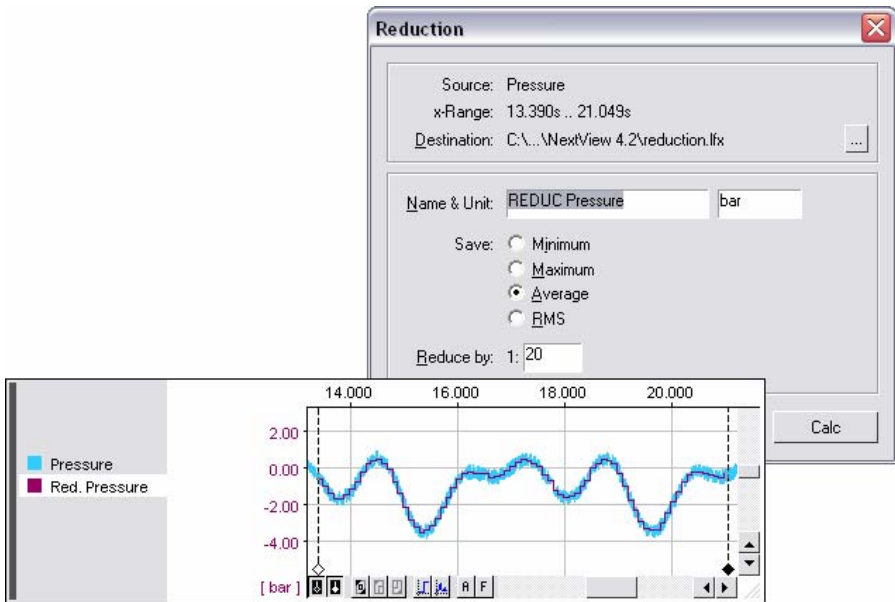 Reduction
Source: Pressure
x-Range: 13.390s .. 21.049s
Destination: C:\...\NextView 4.2\reduction.lfx
...
Name & Unit: REDUC Pressure bar
Save: Minimum
Maximum
Average
RMS
Reduce by: 1: 20
Calc
14.000 16.000 18.000 20.000
2.00
0.00
-2.00
-4.00
Pressure
Red. Pressure
[ bar ]
A F